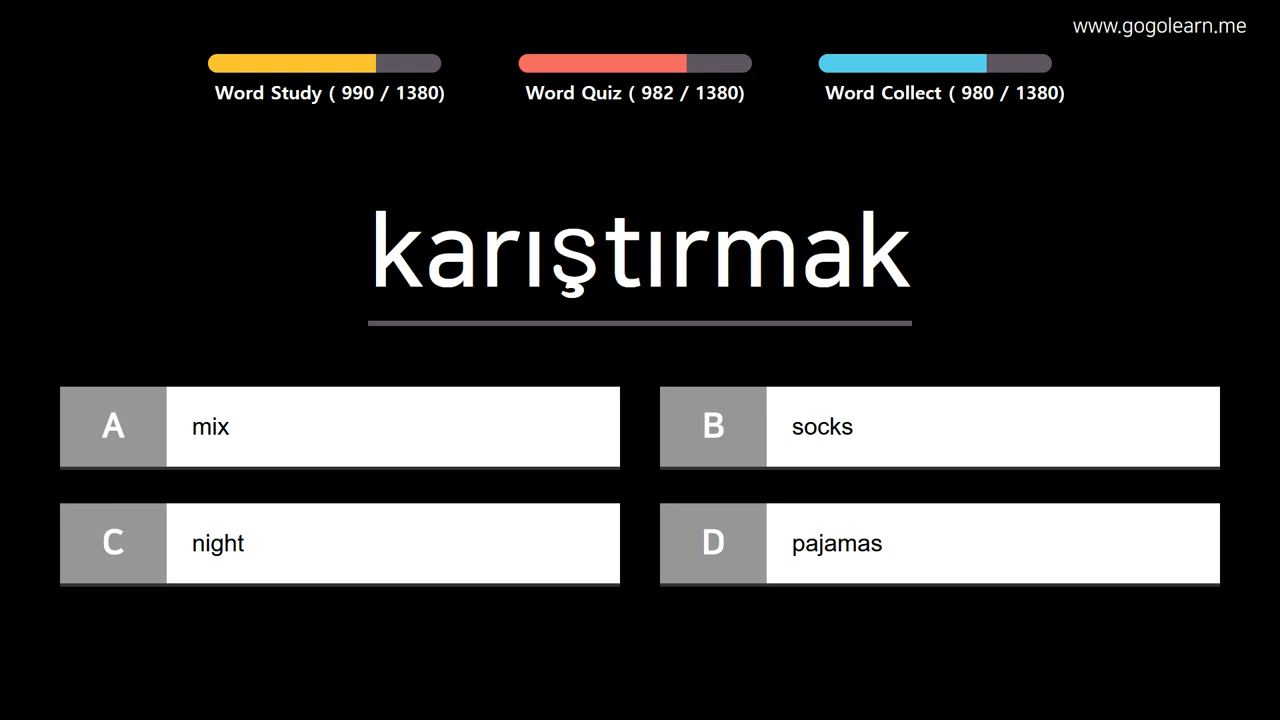 www.gogolearn.me
Word Study ( 990 / 1380)
Word Quiz ( 982 / 1380)
Word Collect ( 980 / 1380)
karıştırmak
A mix
B socks
C night
D pajamas